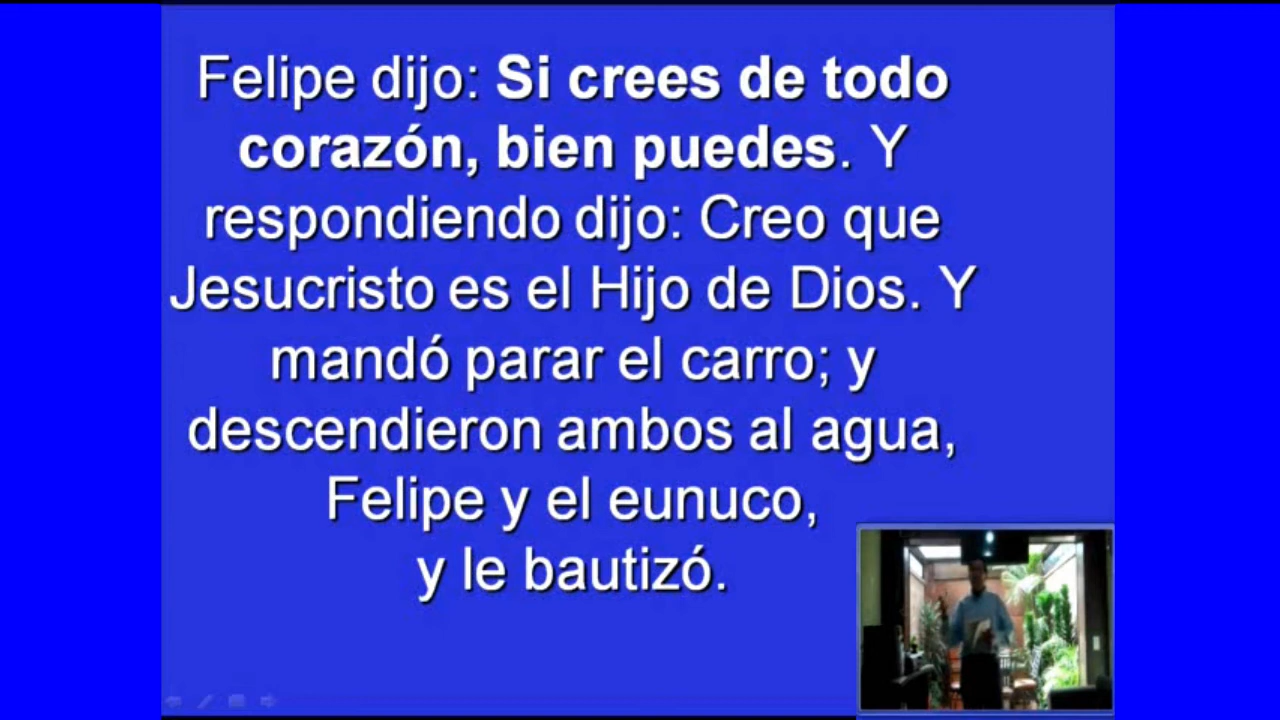 Felipe dijo: Si crees de todo
corazón, bien puedes. Y
respondiendo dijo: Creo que
Jesucristo es el Hijo de Dios. Y
mandó parar el carro; y
descendieron ambos al agua,
Felipe y el eunuco,
y le bautizó.